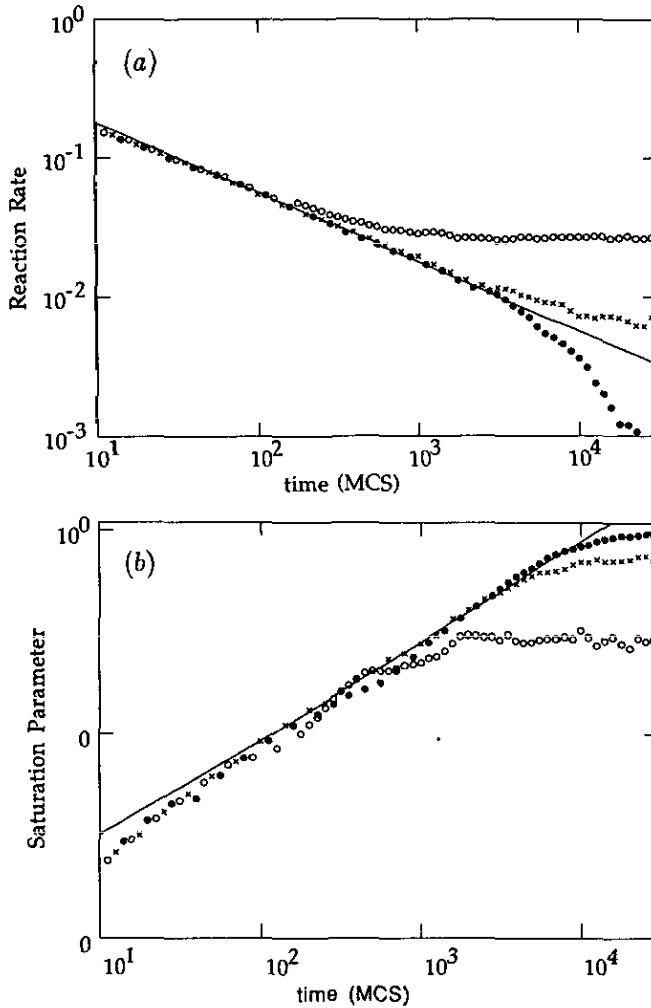 10^0
(a)
10^-1
Reaction Rate
10^-2
10^-3
10^1 10^2 10^3 10^4
time (MCS)
10^0
(b)
Saturation Parameter
0
0
10^1 10^2 10^3 10^4
time (MCS)